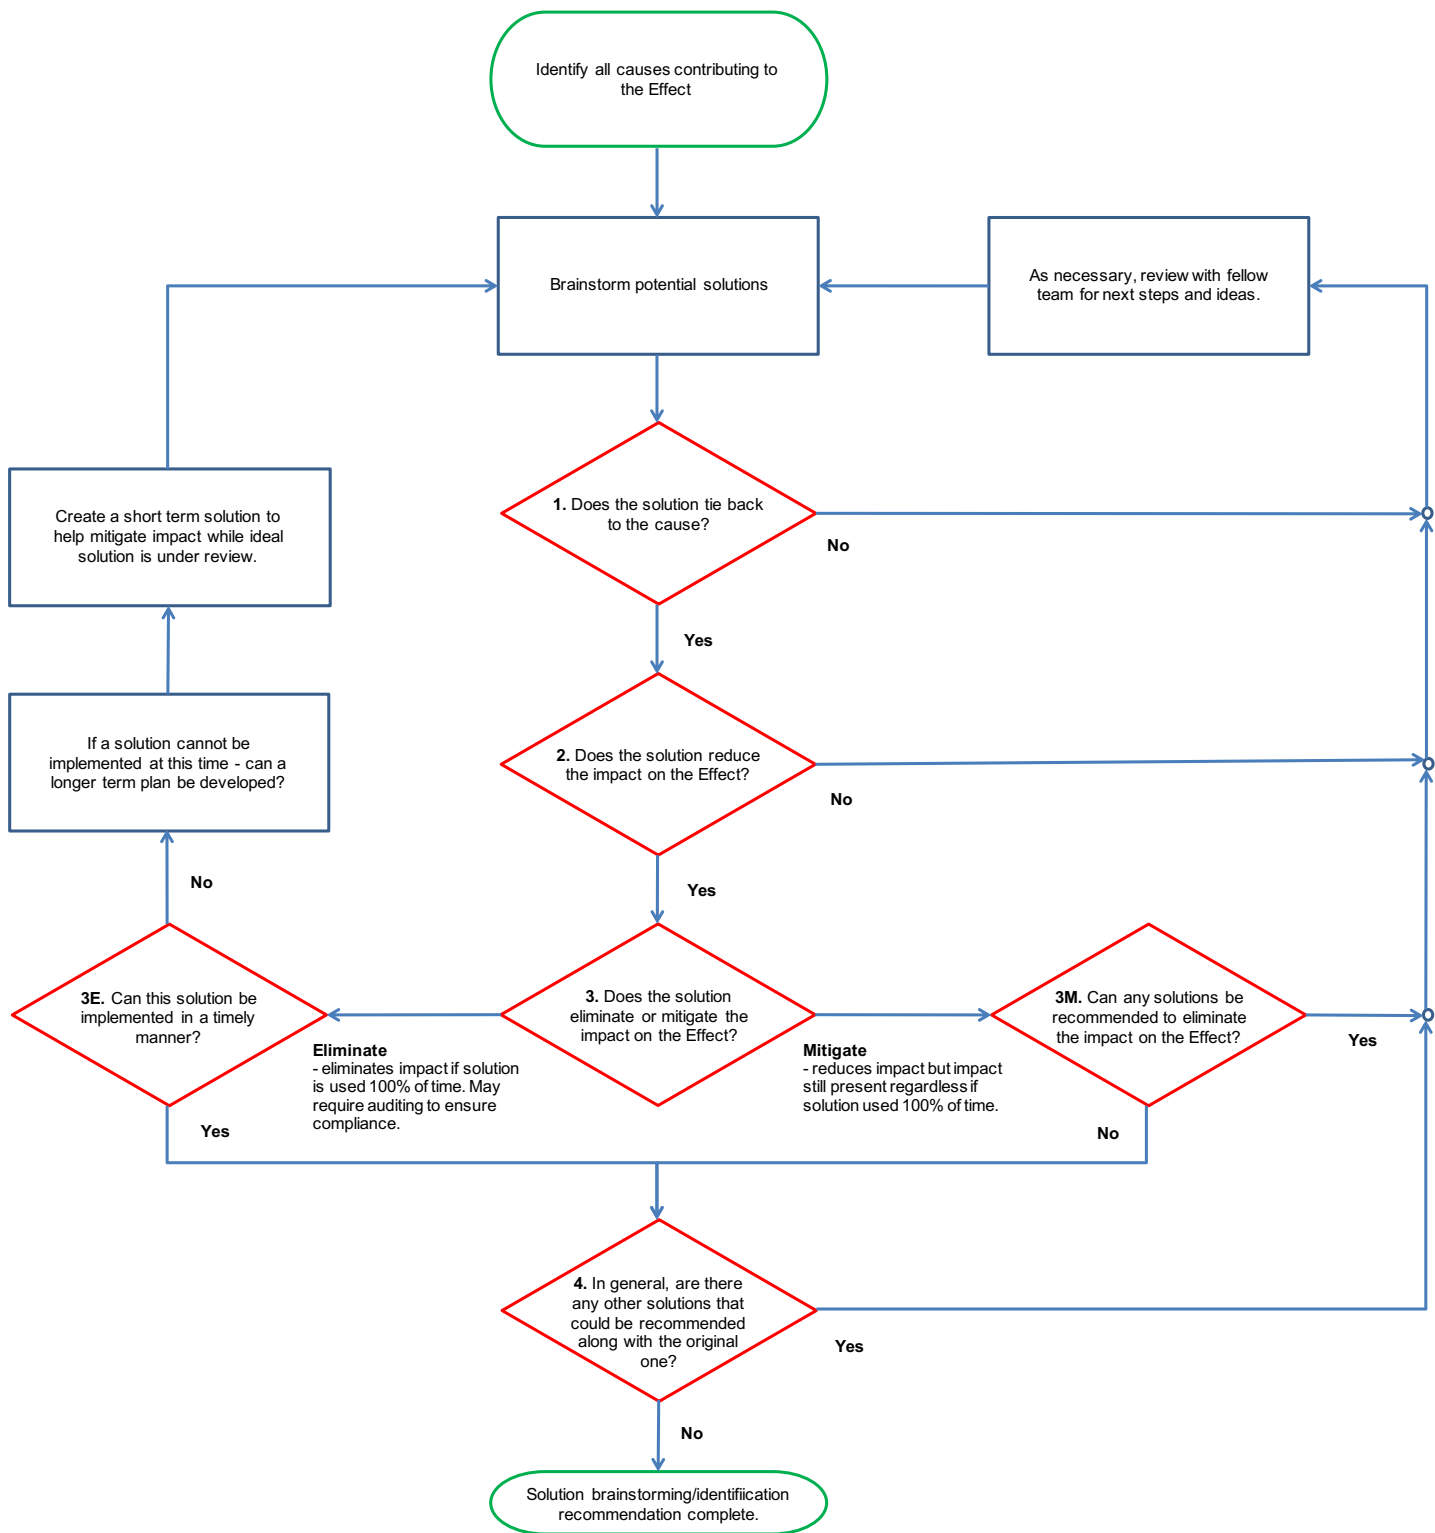 Identify all causes contributing to
the Effect
Brainstorm potential solutions
As necessary, review with fellow
team for next steps and ideas.
Create a short term solution to
help mitigate impact while ideal
solution is under review.
1. Does the solution tie back
to the cause?
No
Yes
If a solution cannot be
implemented at this time - can a
longer term plan be developed?
2. Does the solution reduce
the impact on the Effect?
No
No
Yes
3E. Can this solution be
implemented in a timely
manner?
3. Does the solution
eliminate or mitigate the
impact on the Effect?
3M. Can any solutions be
recommended to eliminate
the impact on the Effect?
Eliminate
- eliminates impact if solution
is used 100% of time. May
require auditing to ensure
compliance.
Mitigate
- reduces impact but impact
still present regardless if
solution used 100% of time.
Yes
Yes
No
4. In general, are there
any other solutions that
could be recommended
along with the original
one?
Yes
No
Solution brainstorming/identifiication
recommendation complete.